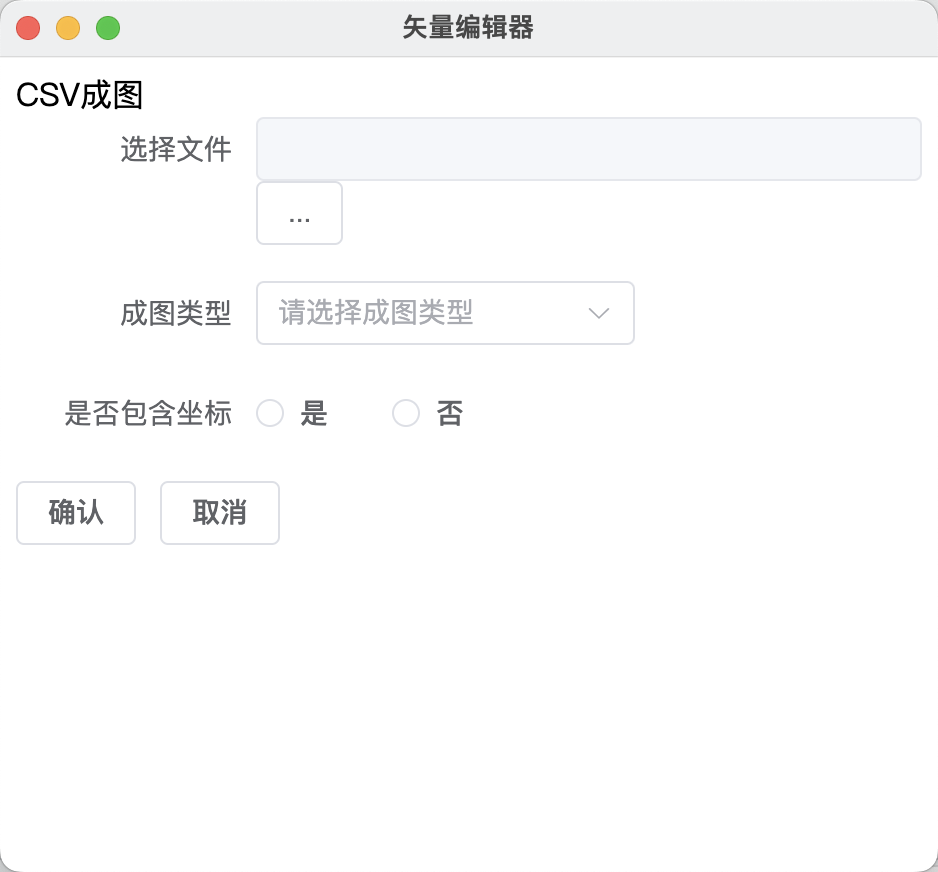 矢量编辑器
CSV成图
选择文件
...
成图类型 请选择成图类型
是否包含坐标 是 否
确认 取消